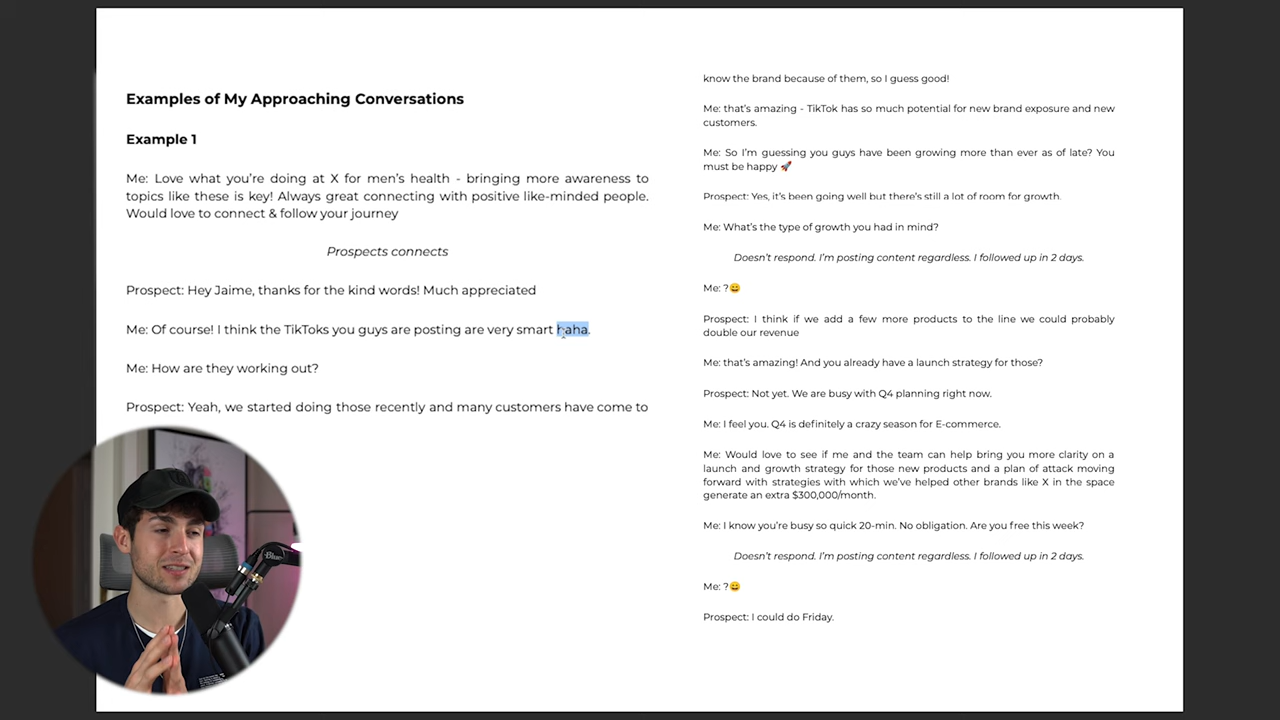 Examples of My Approaching Conversations
Example 1
Me: Love what you're doing at X for men's health - bringing more awareness to
topics like these is key! Always great connecting with positive like-minded people.
Would love to connect & follow your journey
Prospects connects
Prospect: Hey Jaime, thanks for the kind words! Much appreciated
Me: Of course! I think the TikToks you guys are posting are very smart haha.
Me: How are they working out?
Prospect: Yeah, we started doing those recently and many customers have come to
know the brand because of them, so I guess good!
Me: that's amazing - TikTok has so much potential for new brand exposure and new
customers.
Me: So I'm guessing you guys have been growing more than ever as of late? You
must be happy 🚀
Prospect: Yes, it's been going well but there's still a lot of room for growth.
Me: What's the type of growth you had in mind?
Doesn't respond. I'm posting content regardless. I followed up in 2 days.
Me: ?😄
Prospect: I think if we add a few more products to the line we could probably
double our revenue
Me: that's amazing! And you already have a launch strategy for those?
Prospect: Not yet. We are busy with Q4 planning right now.
Me: I feel you. Q4 is definitely a crazy season for E-commerce.
Me: Would love to see if me and the team can help bring you more clarity on a
launch and growth strategy for those new products and a plan of attack moving
forward with strategies with which we've helped other brands like X in the space
generate an extra $300,000/month.
Me: I know you're busy so quick 20-min. No obligation. Are you free this week?
Doesn't respond. I'm posting content regardless. I followed up in 2 days.
Me: ?😄
Prospect: I could do Friday.
Blue